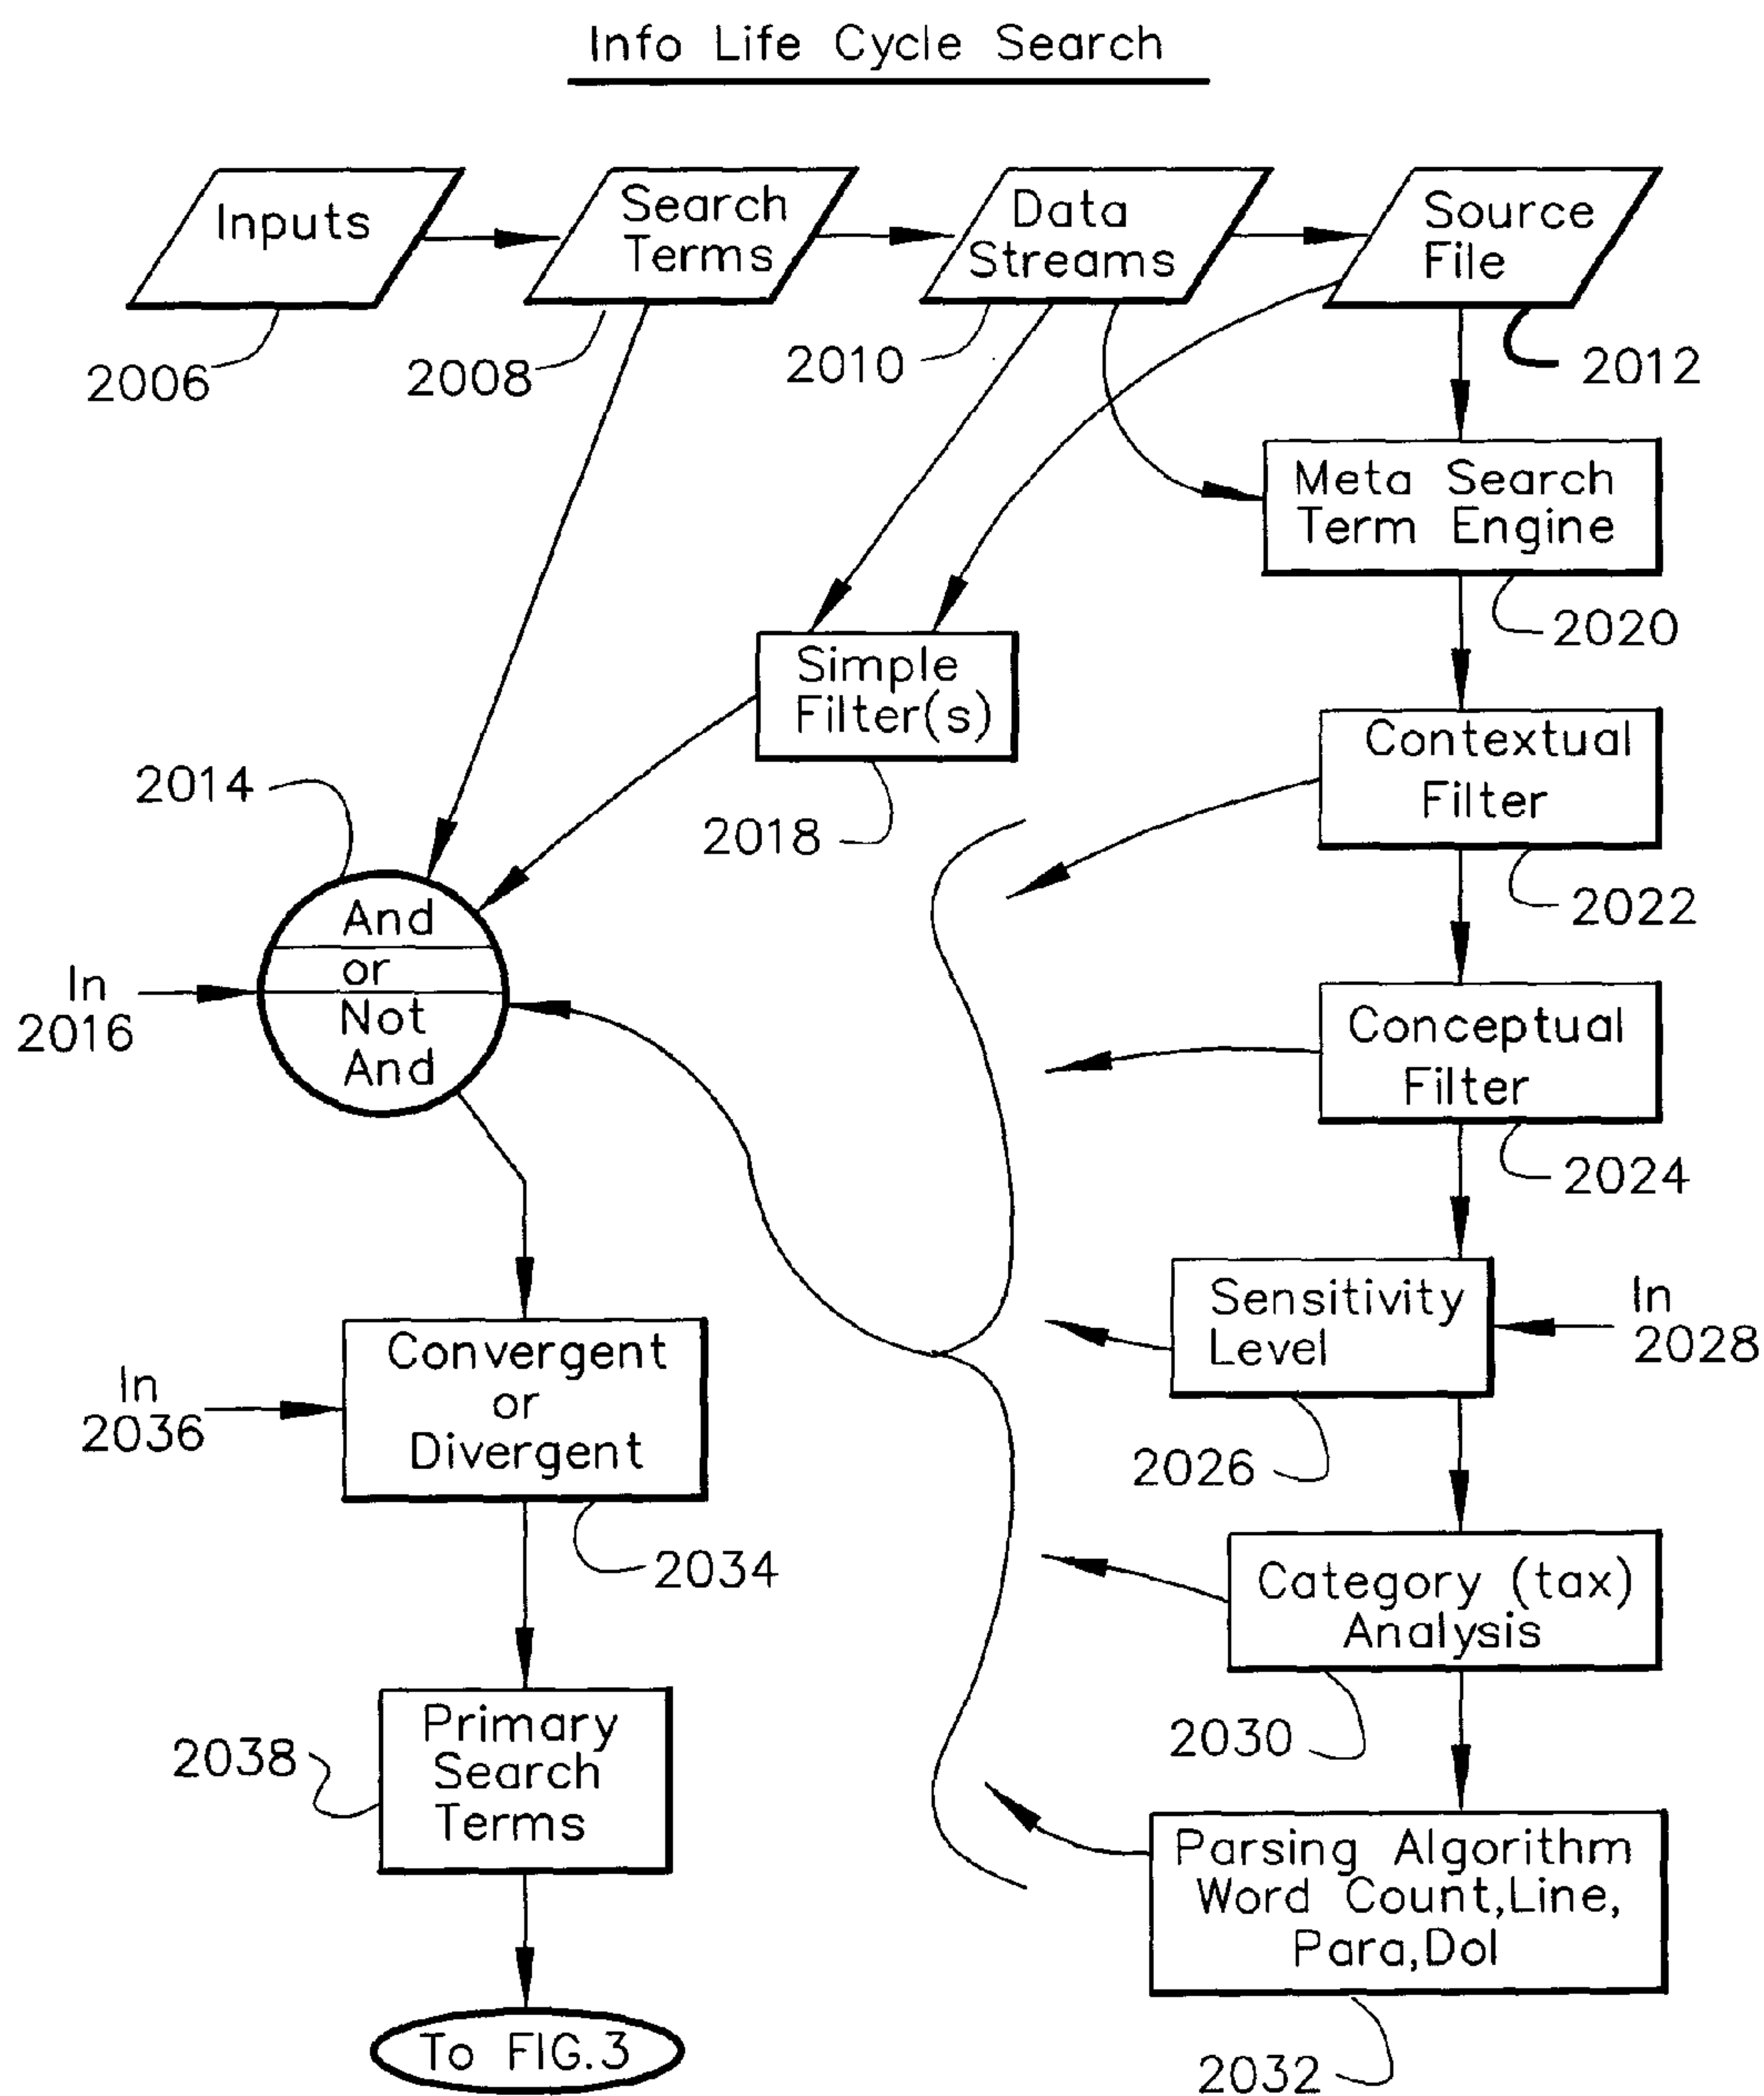 Info Life Cycle Search
Inputs
Search
Terms
Data
Streams
Source
File
2006
2008
2010
2012
Meta Search
Term Engine
2020
Simple
Filter(s)
2018
Contextual
Filter
2022
2014
And
or
Not
And
In
2016
Conceptual
Filter
2024
Sensitivity
Level
In
2028
2026
Convergent
or
Divergent
In
2036
2034
Category (tax)
Analysis
2030
Primary
Search
Terms
2038
Parsing Algorithm
Word Count,Line,
Para,Dol
2032
To FIG.3